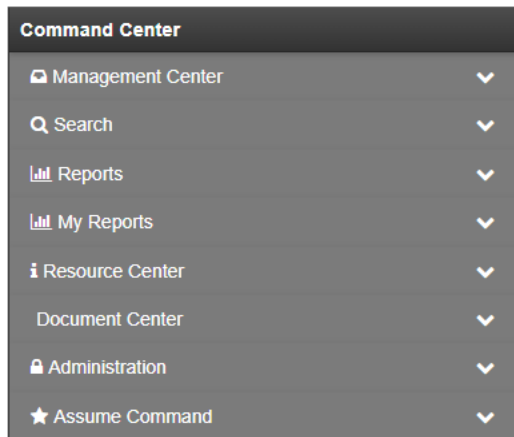 Command Center
Management Center
Search
Reports
My Reports
Resource Center
Document Center
Administration
Assume Command